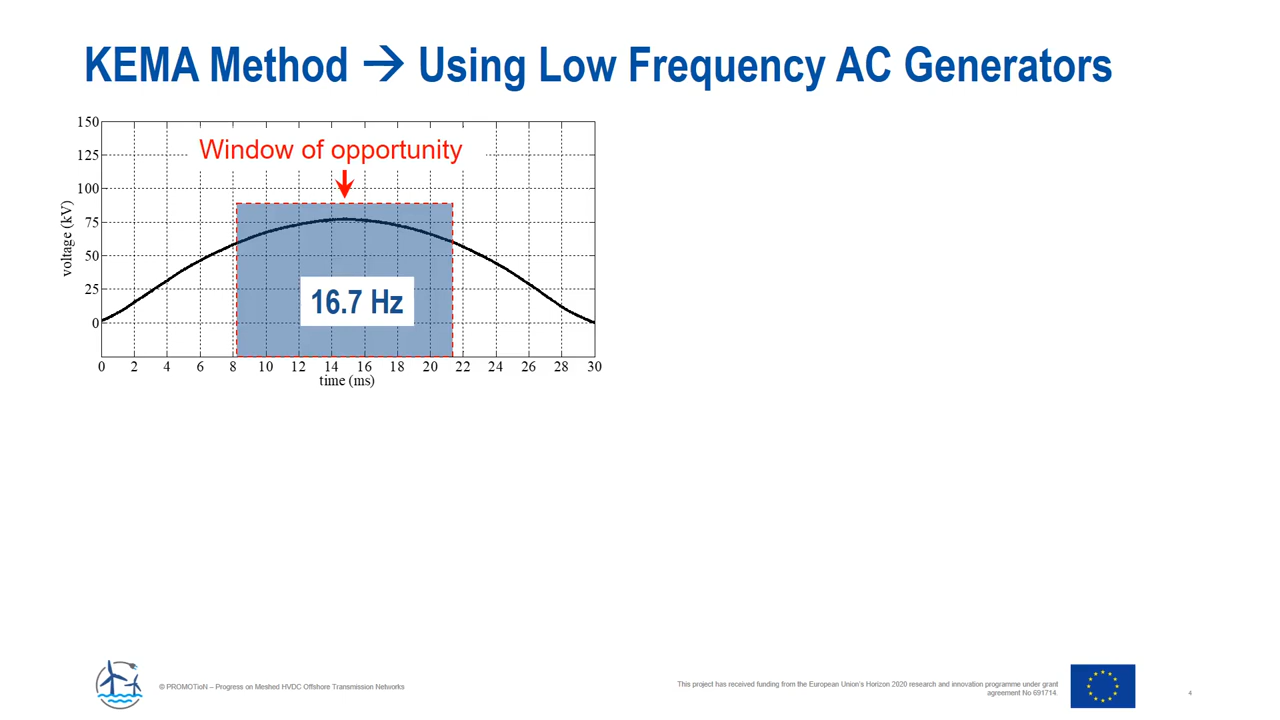 KEMA Method → Using Low Frequency AC Generators
150
125
100
75
50
25
0
voltage (kV)
Window of opportunity
16.7 Hz
0 2 4 6 8 10 12 14 16 18 20 22 24 26 28 30
time (ms)
© PROMOTioN – Progress on Meshed HVDC Offshore Transmission Networks
This project has received funding from the European Union's Horizon 2020 research and innovation programme under grant
agreement No 691714.
4